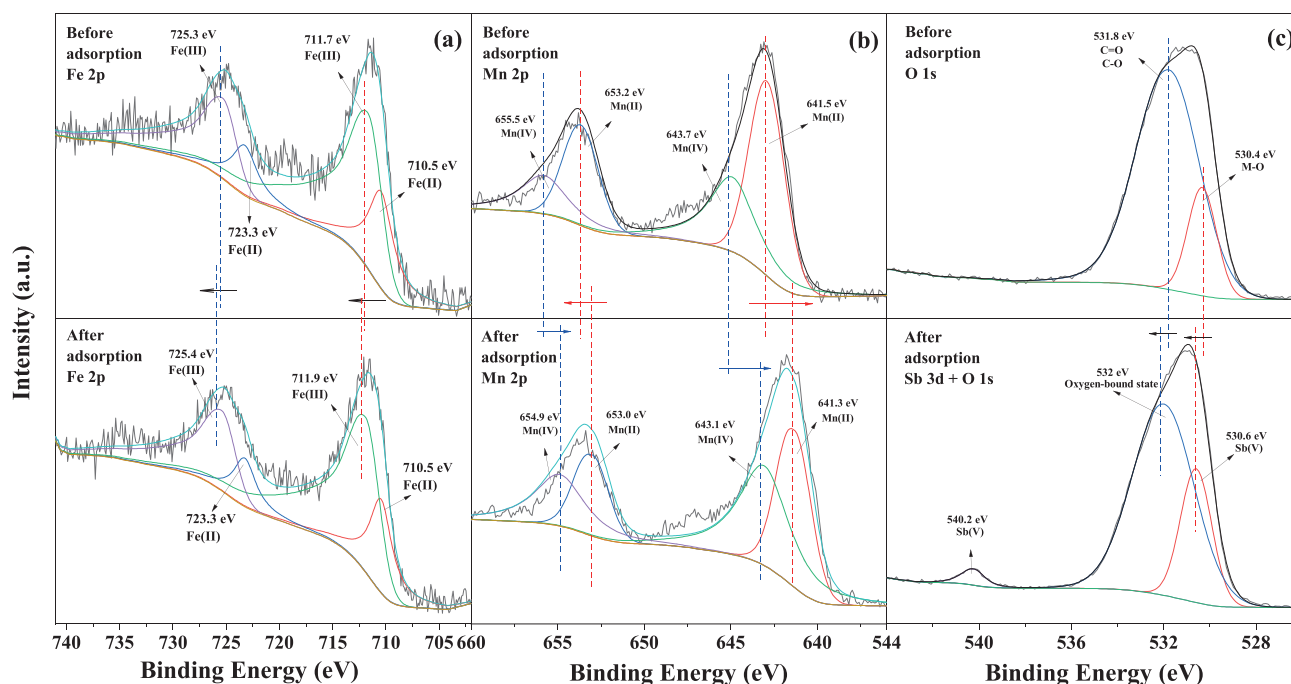 Intensity (a.u.)
Before
adsorption
Fe 2p
725.3 eV
Fe(III)
711.7 eV
Fe(III)
(a)
710.5 eV
Fe(II)
723.3 eV
Fe(II)
After
adsorption
Fe 2p
725.4 eV
Fe(III)
711.9 eV
Fe(III)
710.5 eV
Fe(II)
723.3 eV
Fe(II)
740 735 730 725 720 715 710 705
Binding Energy (eV)
Before
adsorption
Mn 2p
(b)
655.5 eV
Mn(IV)
653.2 eV
Mn(II)
643.7 eV
Mn(IV)
641.5 eV
Mn(II)
After
adsorption
Mn 2p
654.9 eV
Mn(IV)
653.0 eV
Mn(II)
643.1 eV
Mn(IV)
641.3 eV
Mn(II)
660 655 650 645 640
Binding Energy (eV)
Before
adsorption
O 1s
(c)
531.8 eV
C=O
C-O
530.4 eV
M-O
After
adsorption
Sb 3d + O 1s
532 eV
Oxygen-bound state
530.6 eV
Sb(V)
540.2 eV
Sb(V)
544 540 536 532 528
Binding Energy (eV)